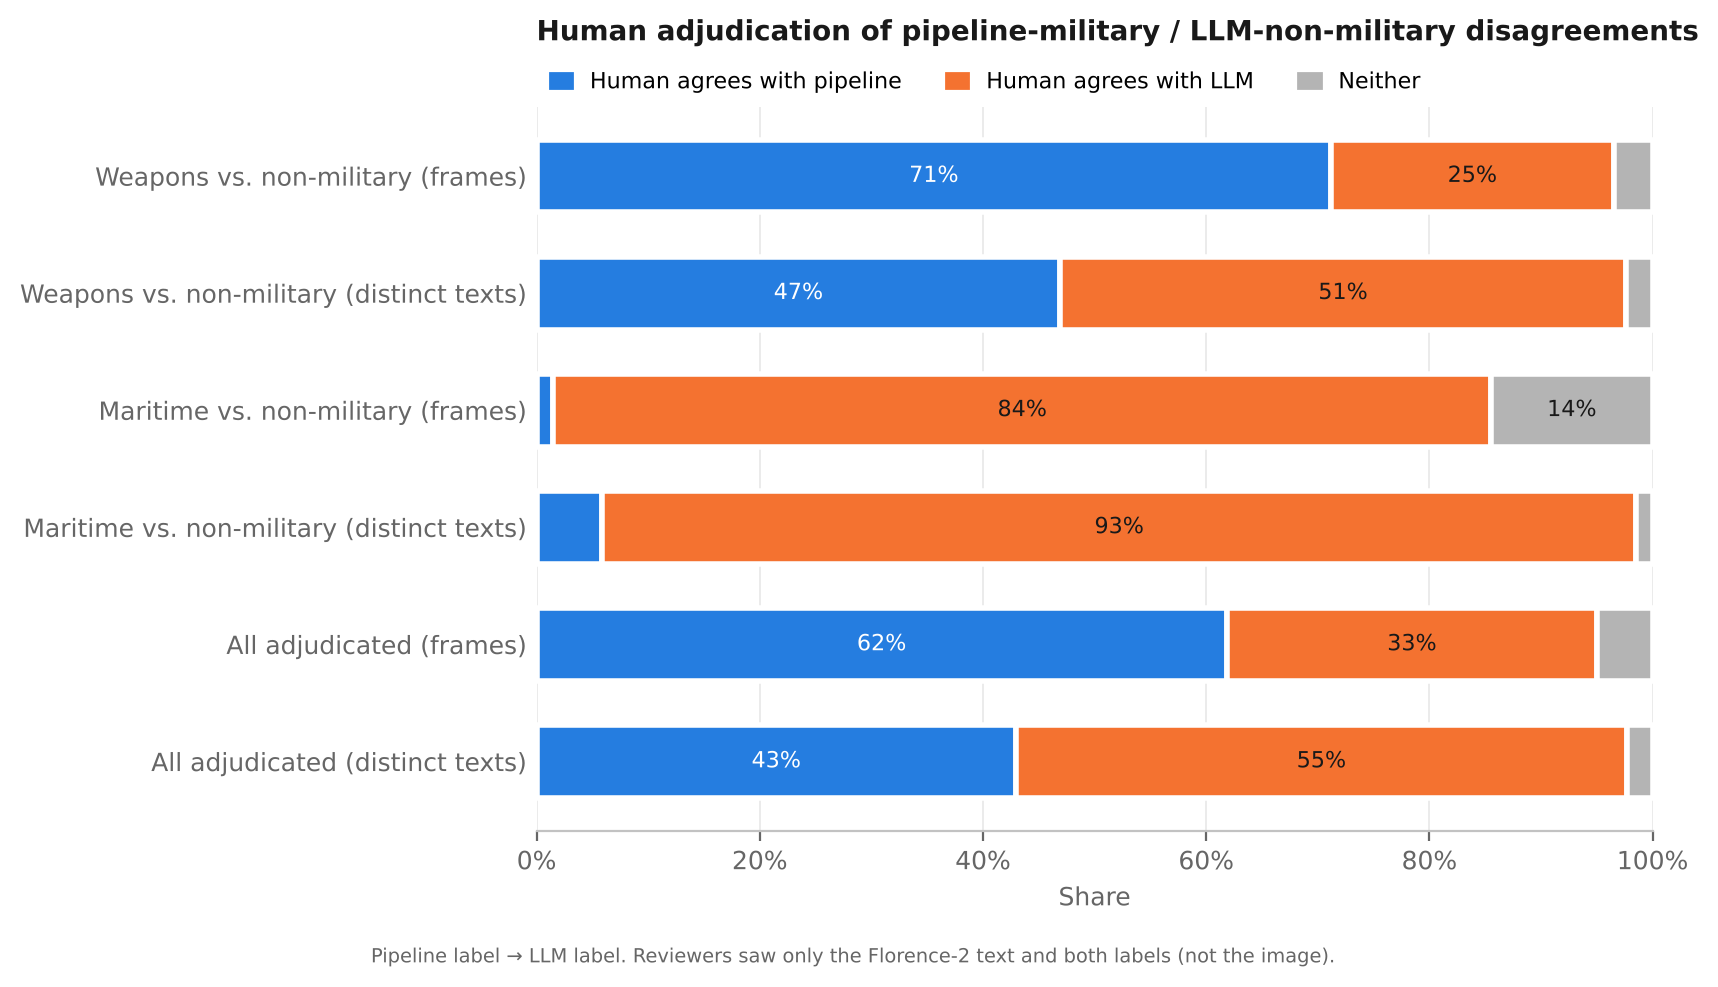 Human adjudication of pipeline-military / LLM-non-military disagreements
Human agrees with pipeline Human agrees with LLM Neither
Weapons vs. non-military (frames) 71% 25%
Weapons vs. non-military (distinct texts) 47% 51%
Maritime vs. non-military (frames) 84% 14%
Maritime vs. non-military (distinct texts) 93%
All adjudicated (frames) 62% 33%
All adjudicated (distinct texts) 43% 55%
0% 20% 40% 60% 80% 100%
Share
Pipeline label → LLM label. Reviewers saw only the Florence-2 text and both labels (not the image).